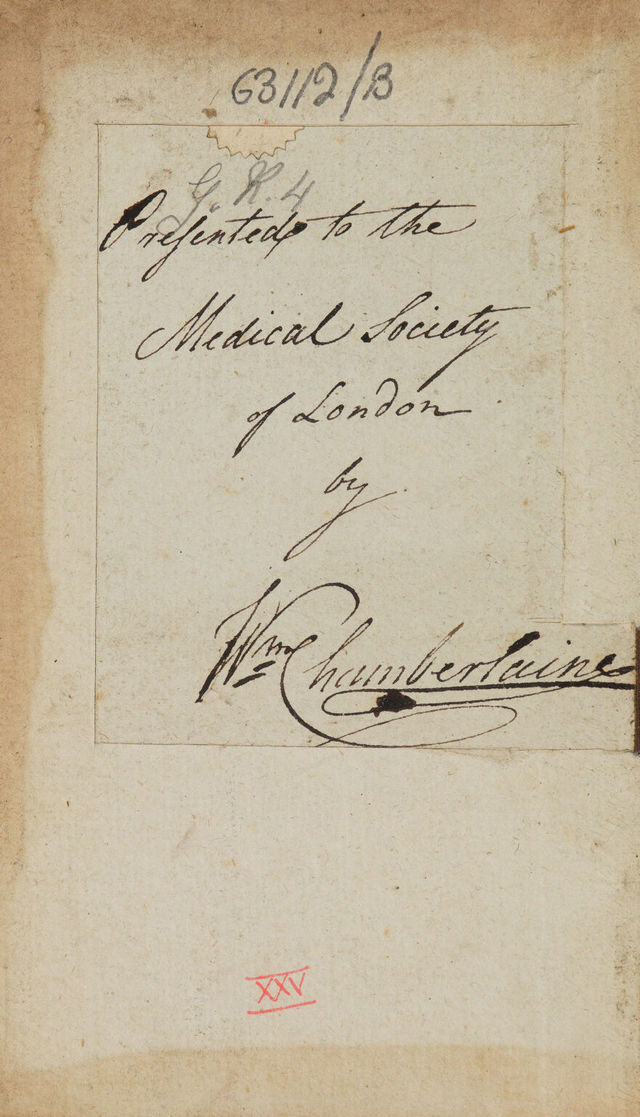 63112/B
G. K. 4
Preſented to the
Medical Society
of London
by
Wm Chamberlaine
XXV